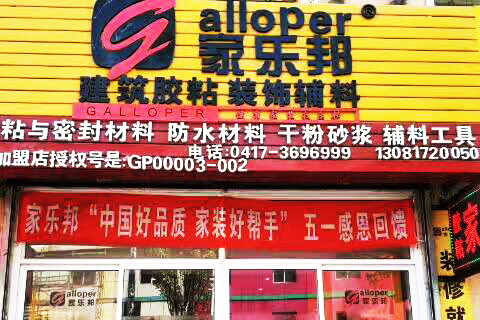 Galloper®
家乐邦
建筑胶粘 装饰辅料
GALLOPER
粘与密封材料 防水材料 干粉砂浆 辅料工具
加盟店授权号是:GP00003-002 电话:0417-3696999 13081720050
家乐邦“中国好品质 家装好帮手”五一感恩回馈
Galloper
家乐邦
Galloper
家乐邦
装修就